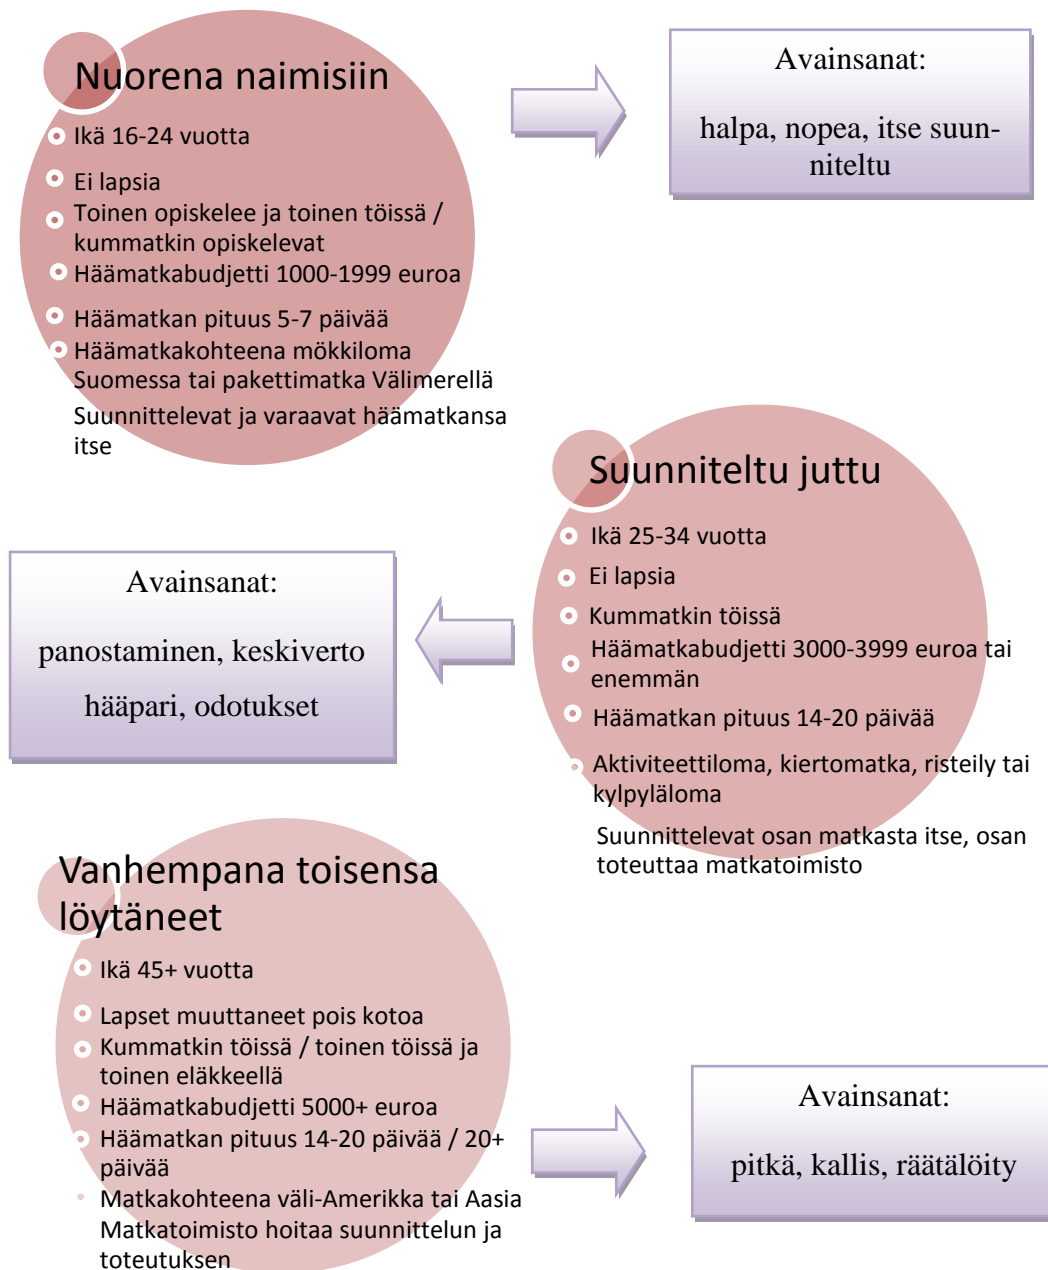 Nuorena naimisiin
Ikä 16-24 vuotta
Ei lapsia
Toinen opiskelee ja toinen töissä /
kummatkin opiskelevat
Häämatkabudjetti 1000-1999 euroa
Häämatkan pituus 5-7 päivää
Häämatkakohteena mökkiloma
Suomessa tai pakettimatka Välimerellä
Suunnittelevat ja varaavat häämatkansa
itse
Avainsanat:
halpa, nopea, itse suun-
niteltu
Suunniteltu juttu
Ikä 25-34 vuotta
Ei lapsia
Kummatkin töissä
Häämatkabudjetti 3000-3999 euroa tai
enemmän
Häämatkan pituus 14-20 päivää
Aktiviteettiloma, kiertomatka, risteily tai
kylpyläloma
Suunnittelevat osan matkasta itse, osan
toteuttaa matkatoimisto
Avainsanat:
panostaminen, keskiverto
hääpari, odotukset
Vanhempana toisensa
löytäneet
Ikä 45+ vuotta
Lapset muuttaneet pois kotoa
Kummatkin töissä / toinen töissä ja
toinen eläkkeellä
Häämatkabudjetti 5000+ euroa
Häämatkan pituus 14-20 päivää / 20+
päivää
Matkakohteena väli-Amerikka tai Aasia
Matkatoimisto hoitaa suunnittelun ja
toteutuksen
Avainsanat:
pitkä, kallis, räätälöity